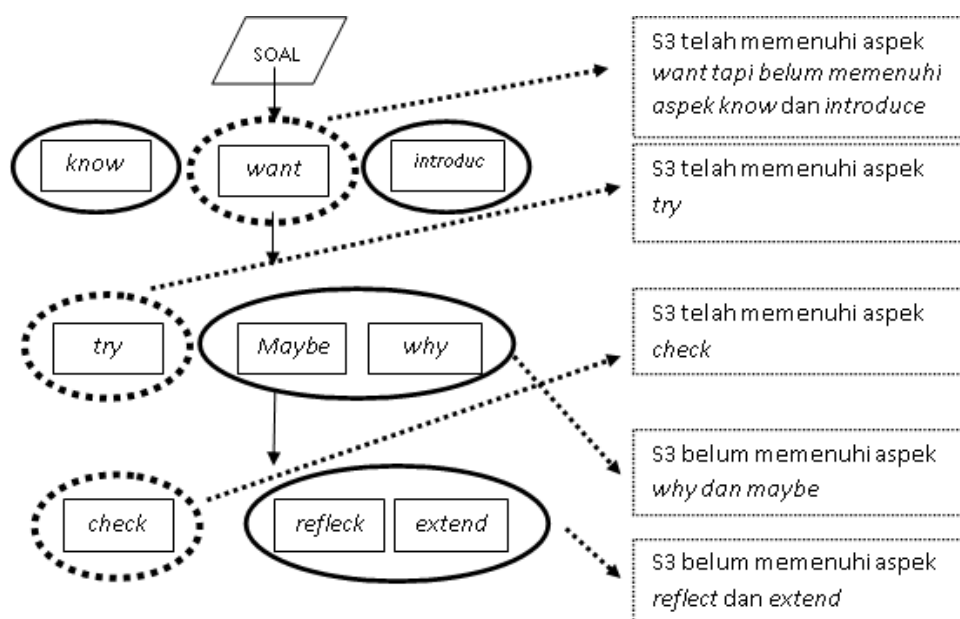 SOAL
S3 telah memenuhi aspek
want tapi belum memenuhi
aspek know dan introduce
know
want
introduc
S3 telah memenuhi aspek
try
try
Maybe
why
S3 telah memenuhi aspek
check
S3 belum memenuhi aspek
why dan maybe
check
refleck
extend
S3 belum memenuhi aspek
reflect dan extend